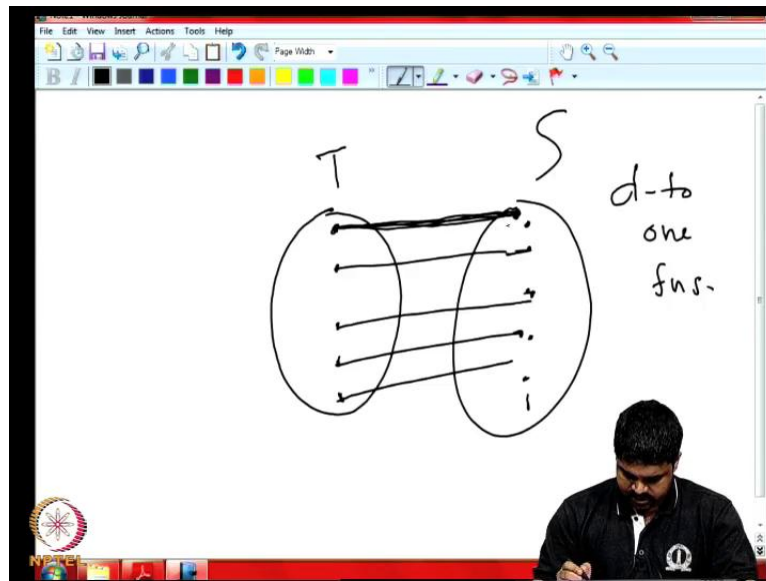 File Edit View Insert Actions Tools Help
Page Width
B I
T
S
d-to
one
fns.
NPTEL